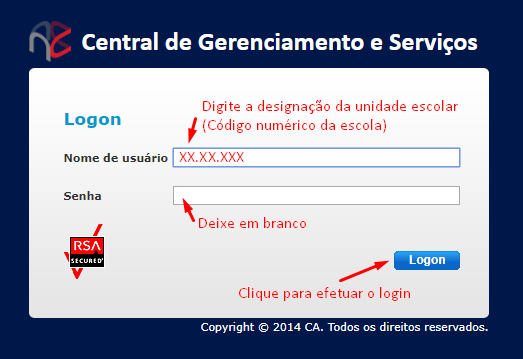 Central de Gerenciamento e Serviços
Digite a designação da unidade escolar
(Código numérico da escola)
Logon
Nome de usuário XX.XX.XXX
Senha
Deixe em branco
RSA
SECURED
Logon
Clique para efetuar o login
Copyright © 2014 CA. Todos os direitos reservados.